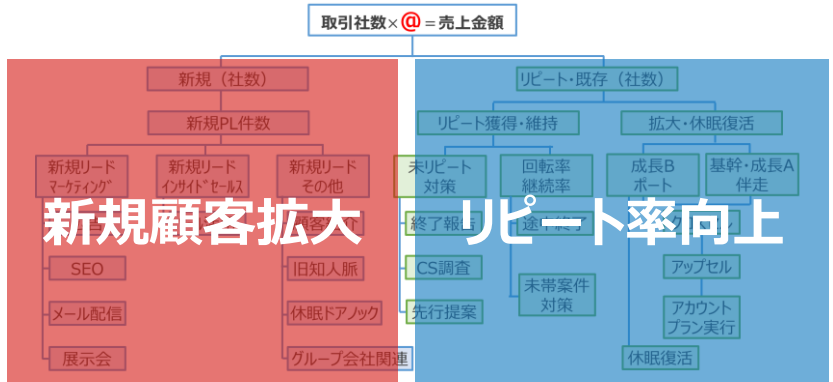 取引社数×@=売上金額
新規（社数）
リピート・既存（社数）
新規PL件数
リピート獲得・維持
拡大・休眠復活
新規リード
マーケティング
新規リード
インサイドセールス
新規リード
その他
未リピート
対策
回転率
継続率
成長B
ポート
基幹・成長A
伴走
新規顧客拡大
リピート率向上
終了報告
途中終了
SEO
旧知人脈
CS調査
アップセル
メール配信
休眠ドアノック
先行提案
未帯案件
対策
アカウント
プラン実行
展示会
グループ会社関連
休眠復活